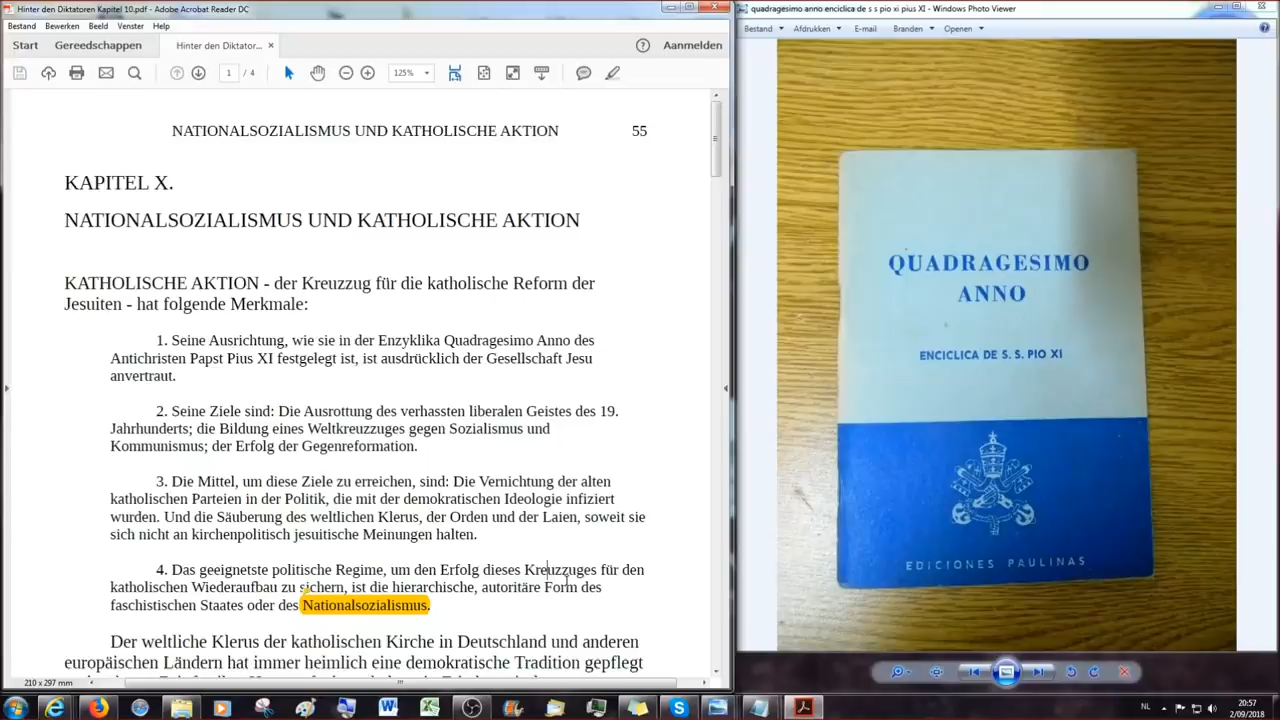 Hinter den Diktatoren Kapitel 10.pdf - Adobe Acrobat Reader DC
Bestand Bewerken Beeld Venster Help
Start Gereedschappen Hinter den Diktator... × Aanmelden
1 / 4 125%
NATIONALSOZIALISMUS UND KATHOLISCHE AKTION 55
KAPITEL X.
NATIONALSOZIALISMUS UND KATHOLISCHE AKTION
KATHOLISCHE AKTION - der Kreuzzug für die katholische Reform der
Jesuiten - hat folgende Merkmale:
1. Seine Ausrichtung, wie sie in der Enzyklika Quadragesimo Anno des
Antichristen Papst Pius XI festgelegt ist, ist ausdrücklich der Gesellschaft Jesu
anvertraut.
2. Seine Ziele sind: Die Ausrottung des verhassten liberalen Geistes des 19.
Jahrhunderts; die Bildung eines Weltkreuzzuges gegen Sozialismus und
Kommunismus; der Erfolg der Gegenreformation.
3. Die Mittel, um diese Ziele zu erreichen, sind: Die Vernichtung der alten
katholischen Parteien in der Politik, die mit der demokratischen Ideologie infiziert
wurden. Und die Säuberung des weltlichen Klerus, der Orden und der Laien, soweit sie
sich nicht an kirchenpolitisch jesuitische Meinungen halten.
4. Das geeignetste politische Regime, um den Erfolg dieses Kreuzzuges für den
katholischen Wiederaufbau zu sichern, ist die hierarchische, autoritäre Form des
faschistischen Staates oder des Nationalsozialismus.
Der weltliche Klerus der katholischen Kirche in Deutschland und anderen
europäischen Ländern hat immer heimlich eine demokratische Tradition gepflegt
210 x 297 mm
quadragesimo anno enciclica de s s pio xi pius XI - Windows Photo Viewer
Bestand Afdrukken E-mail Branden Openen
QUADRAGESIMO
ANNO
ENCICLICA DE S. S. PIO XI
EDICIONES PAULINAS
NL 20:57
2/09/2018